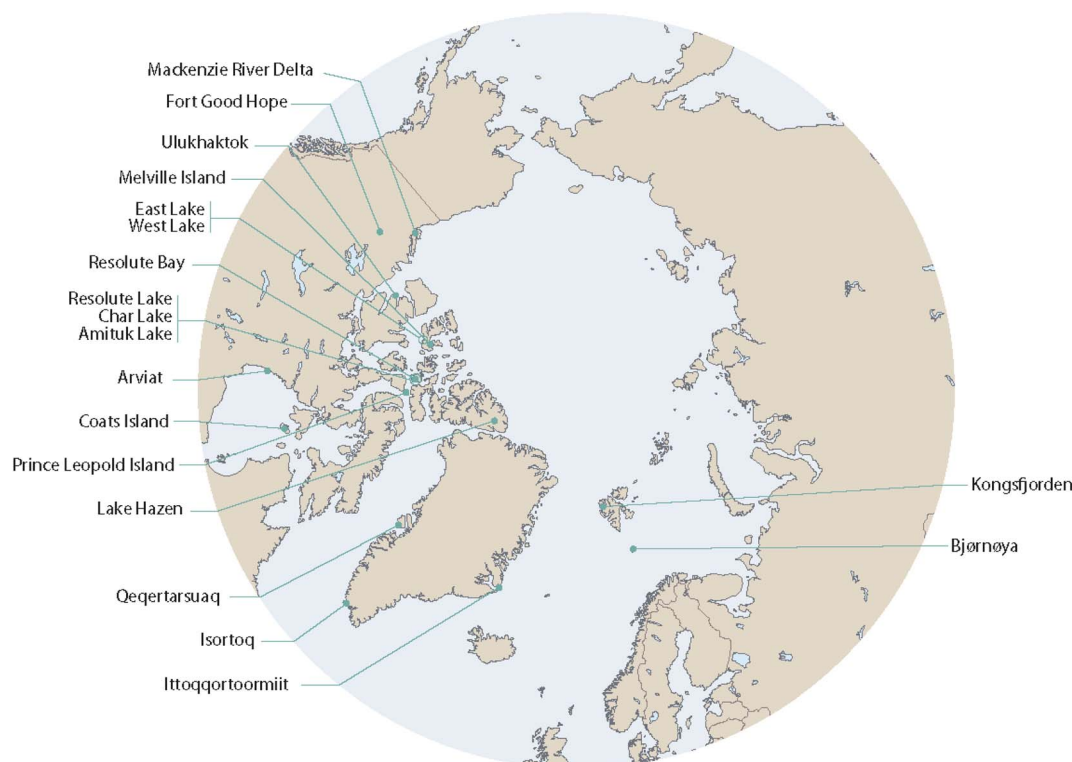 Mackenzie River Delta
Fort Good Hope
Ulukhaktok
Melville Island
East Lake
West Lake
Resolute Bay
Resolute Lake
Char Lake
Amituk Lake
Arviat
Coats Island
Prince Leopold Island
Lake Hazen
Kongsfjorden
Bjørnøya
Qeqertarsuaq
Isortoq
Ittoqqortoormiit